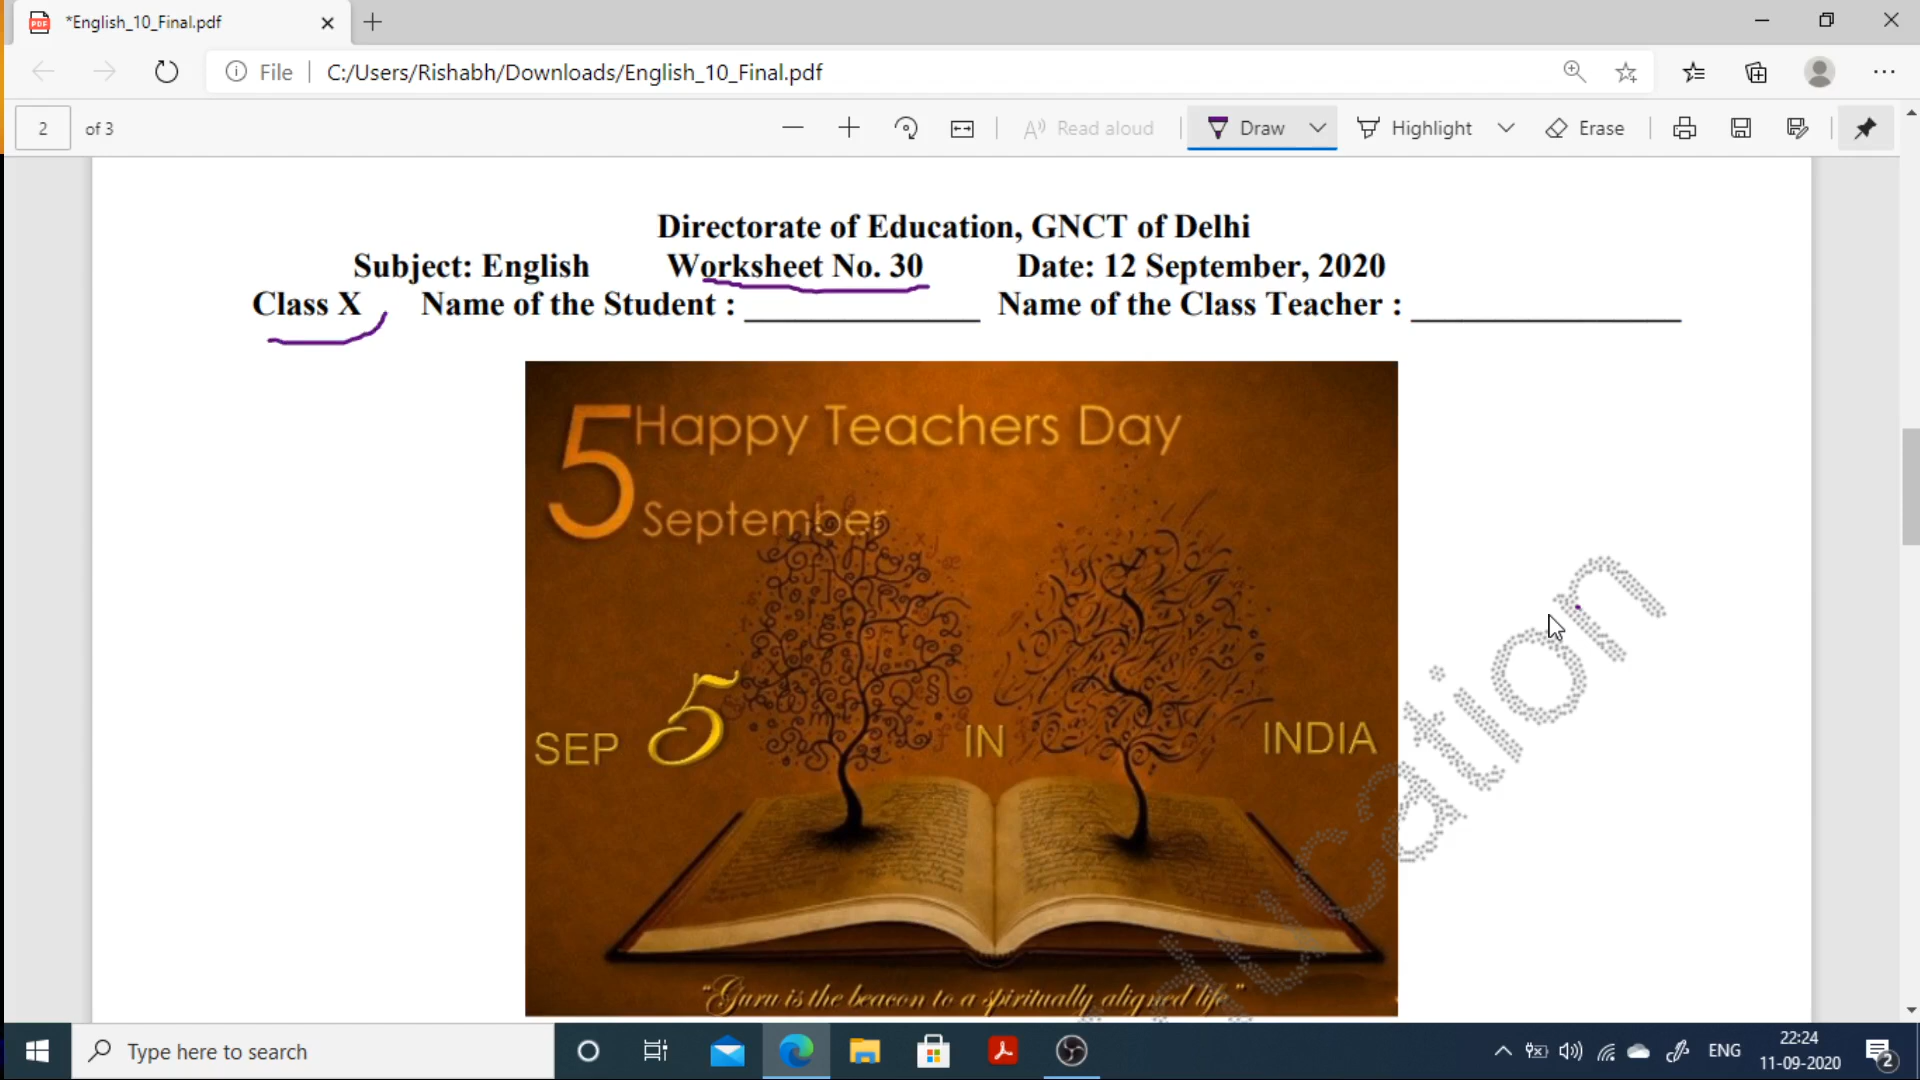 *English_10_Final.pdf
File C:/Users/Rishabh/Downloads/English_10_Final.pdf
2 of 3 Read aloud Draw Highlight Erase
Directorate of Education, GNCT of Delhi
Subject: English Worksheet No. 30 Date: 12 September, 2020
Class X Name of the Student : ______________ Name of the Class Teacher : ________________
5 Happy Teachers Day
September
SEP 5 IN INDIA
"Guru is the beacon to a spiritually aligned life"
Type here to search
ENG
22:24
11-09-2020
2